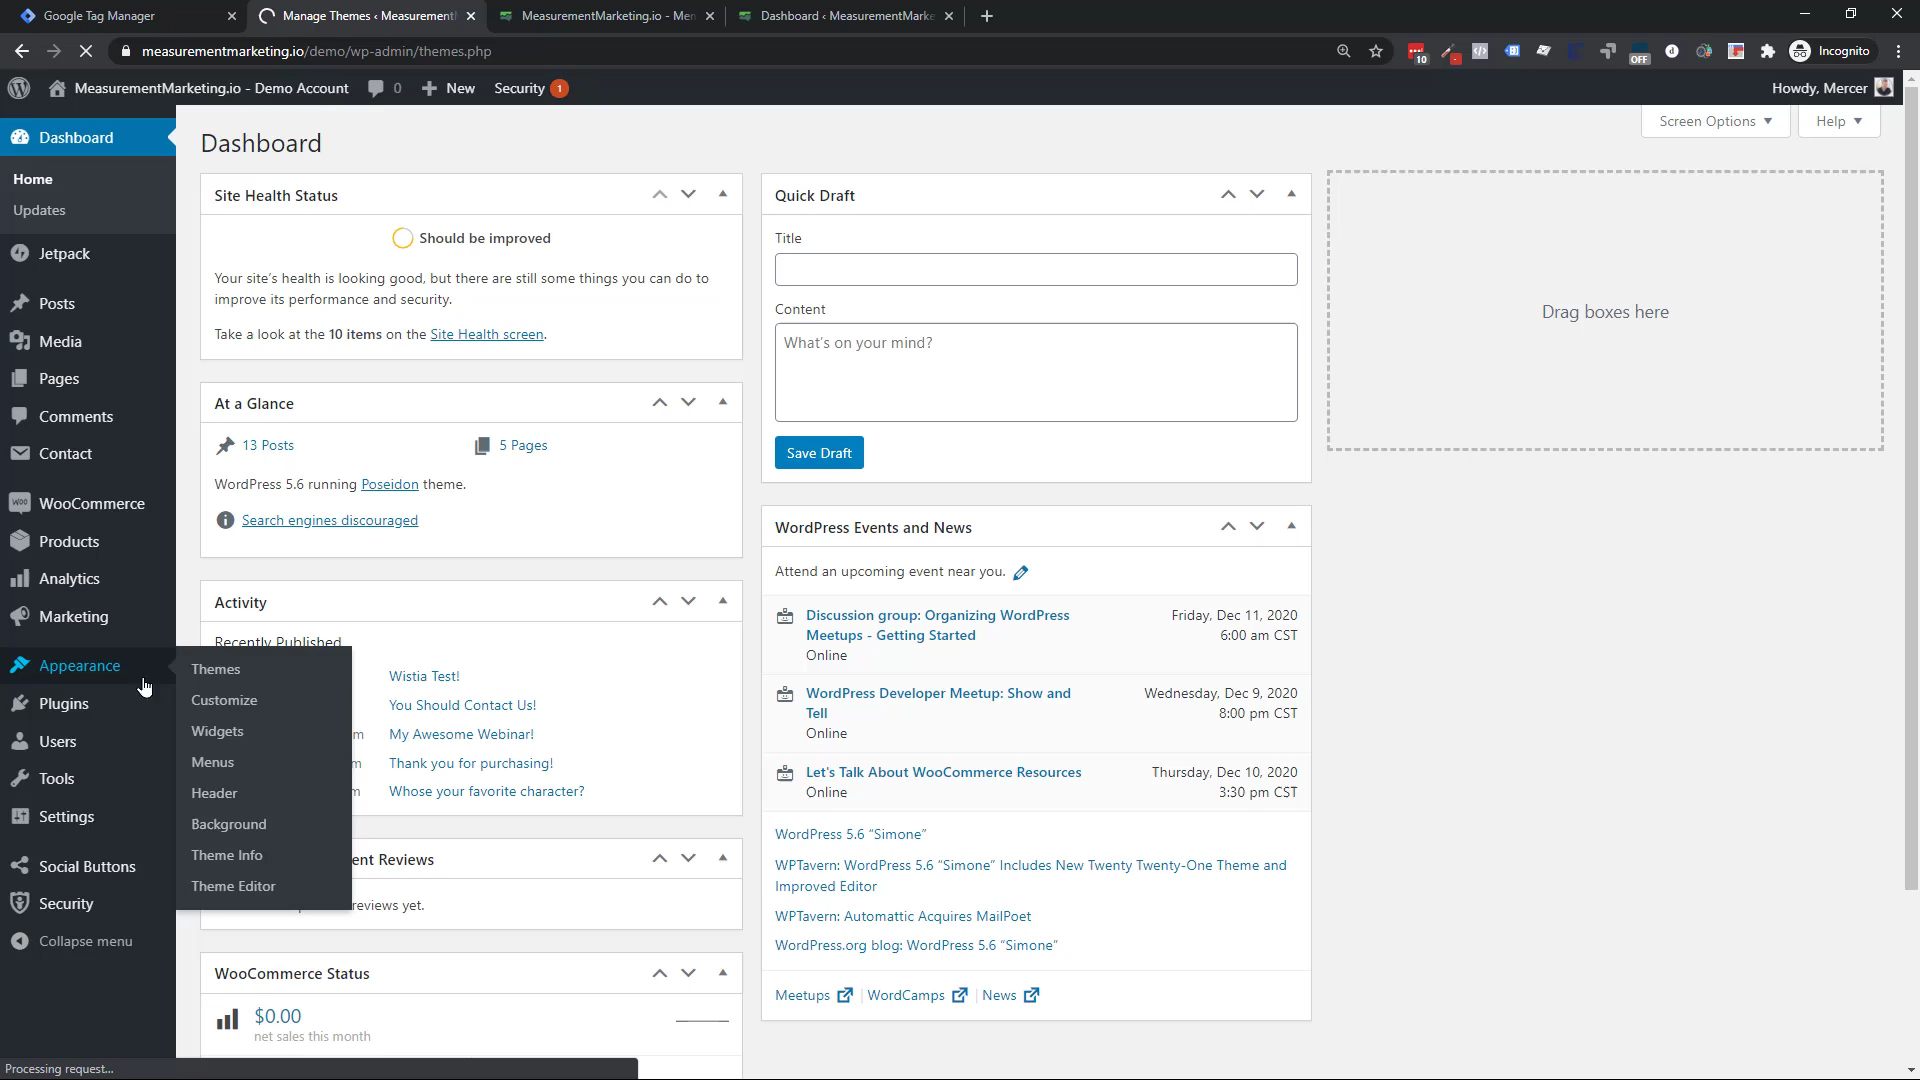 Google Tag Manager
Manage Themes ‹ Measurement
MeasurementMarketing.io - Mer
Dashboard ‹ MeasurementMarke
measurementmarketing.io/demo/wp-admin/themes.php
10
OFF
Incognito
MeasurementMarketing.io - Demo Account
0
New
Security 1
Howdy, Mercer
Dashboard
Home
Updates
Jetpack
Posts
Media
Pages
Comments
Contact
WooCommerce
Products
Analytics
Marketing
Appearance
Plugins
Users
Tools
Settings
Social Buttons
Security
Collapse menu
Themes
Customize
Widgets
Menus
Header
Background
Theme Info
Theme Editor
Dashboard
Screen Options
Help
Site Health Status
Should be improved
Your site's health is looking good, but there are still some things you can do to
improve its performance and security.
Take a look at the 10 items on the Site Health screen.
At a Glance
13 Posts
5 Pages
WordPress 5.6 running Poseidon theme.
Search engines discouraged
Activity
Recently Published
Wistia Test!
You Should Contact Us!
m My Awesome Webinar!
m Thank you for purchasing!
m Whose your favorite character?
ent Reviews
reviews yet.
WooCommerce Status
$0.00
net sales this month
Quick Draft
Title
Content
What's on your mind?
Save Draft
WordPress Events and News
Attend an upcoming event near you.
Discussion group: Organizing WordPress
Meetups - Getting Started
Online
Friday, Dec 11, 2020
6:00 am CST
WordPress Developer Meetup: Show and
Tell
Online
Wednesday, Dec 9, 2020
8:00 pm CST
Let's Talk About WooCommerce Resources
Online
Thursday, Dec 10, 2020
3:30 pm CST
WordPress 5.6 “Simone”
WPTavern: WordPress 5.6 “Simone” Includes New Twenty Twenty-One Theme and
Improved Editor
WPTavern: Automattic Acquires MailPoet
WordPress.org blog: WordPress 5.6 “Simone”
Meetups
WordCamps
News
Drag boxes here
Processing request...